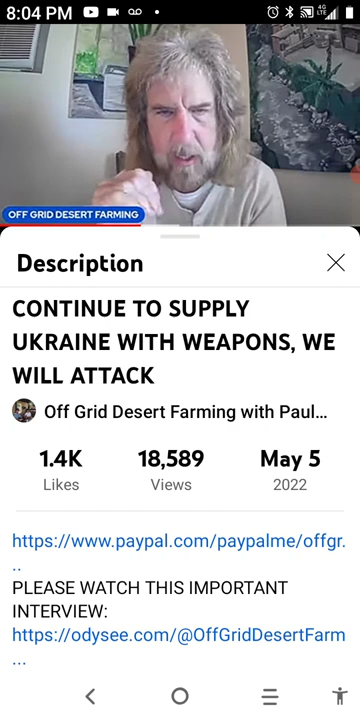 8:04 PM
4G
LTE
OFF GRID DESERT FARMING
Description
CONTINUE TO SUPPLY
UKRAINE WITH WEAPONS, WE
WILL ATTACK
Off Grid Desert Farming with Paul...
1.4K 18,589 May 5
Likes Views 2022
https://www.paypal.com/paypalme/offgr.
..
PLEASE WATCH THIS IMPORTANT
INTERVIEW:
https://odysee.com/@OffGridDesertFarm
...